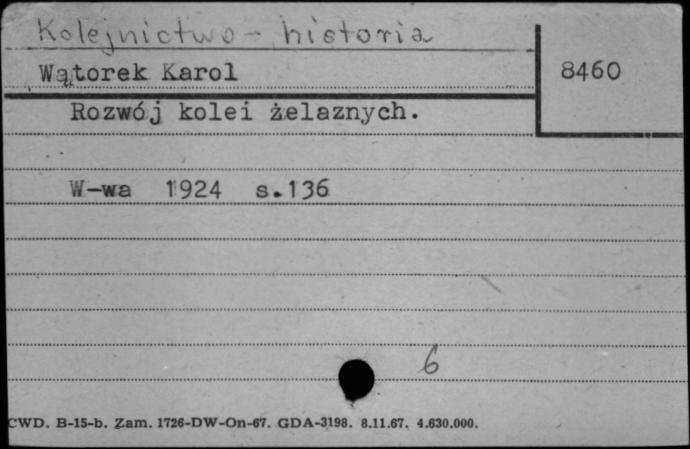 Kolejnictwo - historia
Wątorek Karol
8460
Rozwój kolei żelaznych.
W-wa 1924 s.136
6
CWD. B-15-b. Zam. 1726-DW-On-67. GDA-3198. 8.11.67. 4.630.000.